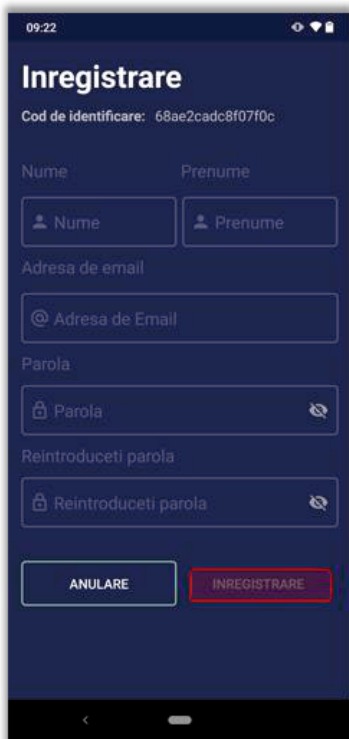 09:22
Inregistrare
Cod de identificare: 68ae2cadc8f07f0c
Nume Prenume
Nume Prenume
Adresa de email
@ Adresa de Email
Parola
Parola
Reintroduceti parola
Reintroduceti parola
ANULARE INREGISTRARE